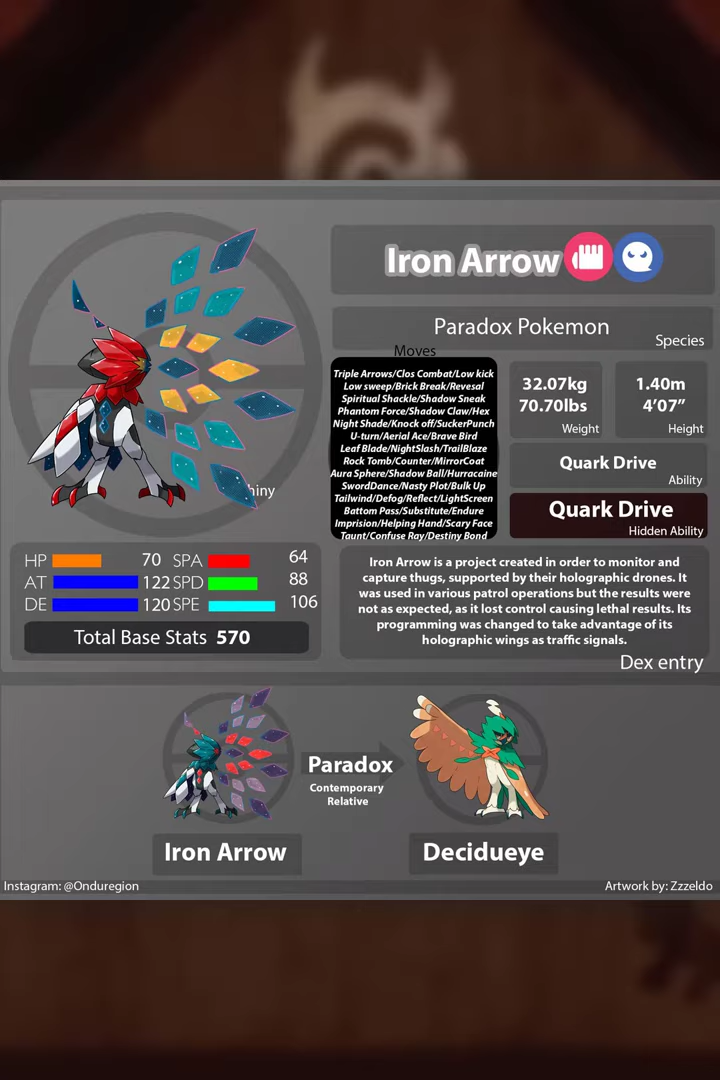 Iron Arrow
Paradox Pokemon
Species
Moves
Triple Arrows/Clos Combat/Low kick
Low sweep/Brick Break/Revesal
Spiritual Shackle/Shadow Sneak
Phantom Force/Shadow Claw/Hex
Night Shade/Knock off/SuckerPunch
U-turn/Aerial Ace/Brave Bird
Leaf Blade/NightSlash/TrailBlaze
Rock Tomb/Counter/MirrorCoat
Aura Sphere/Shadow Ball/Hurracaine
SwordDance/Nasty Plot/Bulk Up
Tailwind/Defog/Reflect/LightScreen
Battom Pass/Substitute/Endure
Imprision/Helping Hand/Scary Face
Taunt/Confuse Ray/Destiny Bond
32.07kg
70.70lbs
Weight
1.40m
4'07”
Height
Quark Drive
Ability
Quark Drive
Hidden Ability
hiny
HP 70 SPA 64
AT 122 SPD 88
DE 120 SPE 106
Total Base Stats 570
Iron Arrow is a project created in order to monitor and
capture thugs, supported by their holographic drones. It
was used in various patrol operations but the results were
not as expected, as it lost control causing lethal results. Its
programming was changed to take advantage of its
holographic wings as traffic signals.
Dex entry
Paradox
Contemporary
Relative
Iron Arrow
Decidueye
Instagram: @Onduregion
Artwork by: Zzzeldo